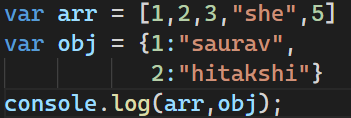 var arr = [1,2,3,"she",5]
var obj = {1:"saurav",
2:"hitakshi"}
console.log(arr,obj);